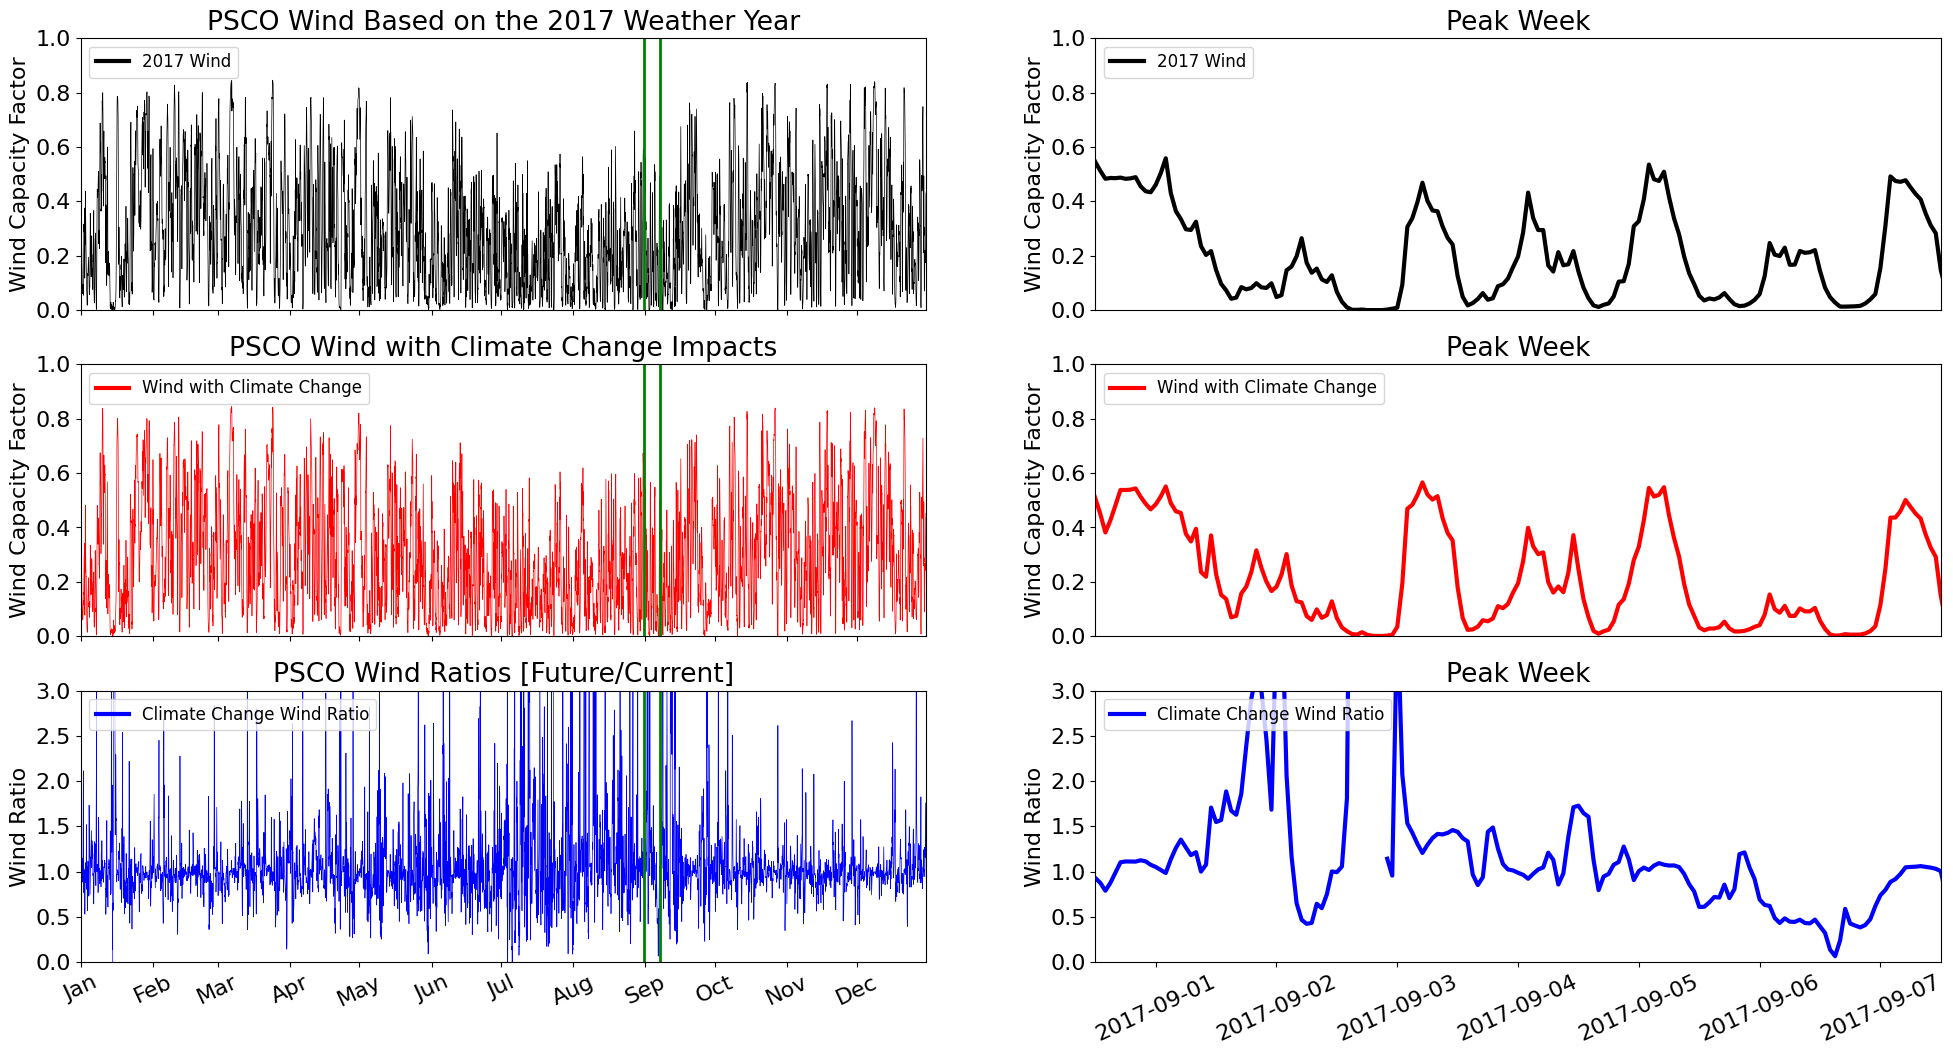 PSCO Wind Based on the 2017 Weather Year
Wind Capacity Factor
1.0
0.8
0.6
0.4
0.2
0.0
2017 Wind
Peak Week
Wind Capacity Factor
1.0
0.8
0.6
0.4
0.2
0.0
2017 Wind
PSCO Wind with Climate Change Impacts
Wind Capacity Factor
1.0
0.8
0.6
0.4
0.2
0.0
Wind with Climate Change
Peak Week
Wind Capacity Factor
1.0
0.8
0.6
0.4
0.2
0.0
Wind with Climate Change
PSCO Wind Ratios [Future/Current]
Wind Ratio
3.0
2.5
2.0
1.5
1.0
0.5
0.0
Climate Change Wind Ratio
Jan Feb Mar Apr May Jun Jul Aug Sep Oct Nov Dec
Peak Week
Wind Ratio
3.0
2.5
2.0
1.5
1.0
0.5
0.0
Climate Change Wind Ratio
2017-09-01 2017-09-02 2017-09-03 2017-09-04 2017-09-05 2017-09-06 2017-09-07